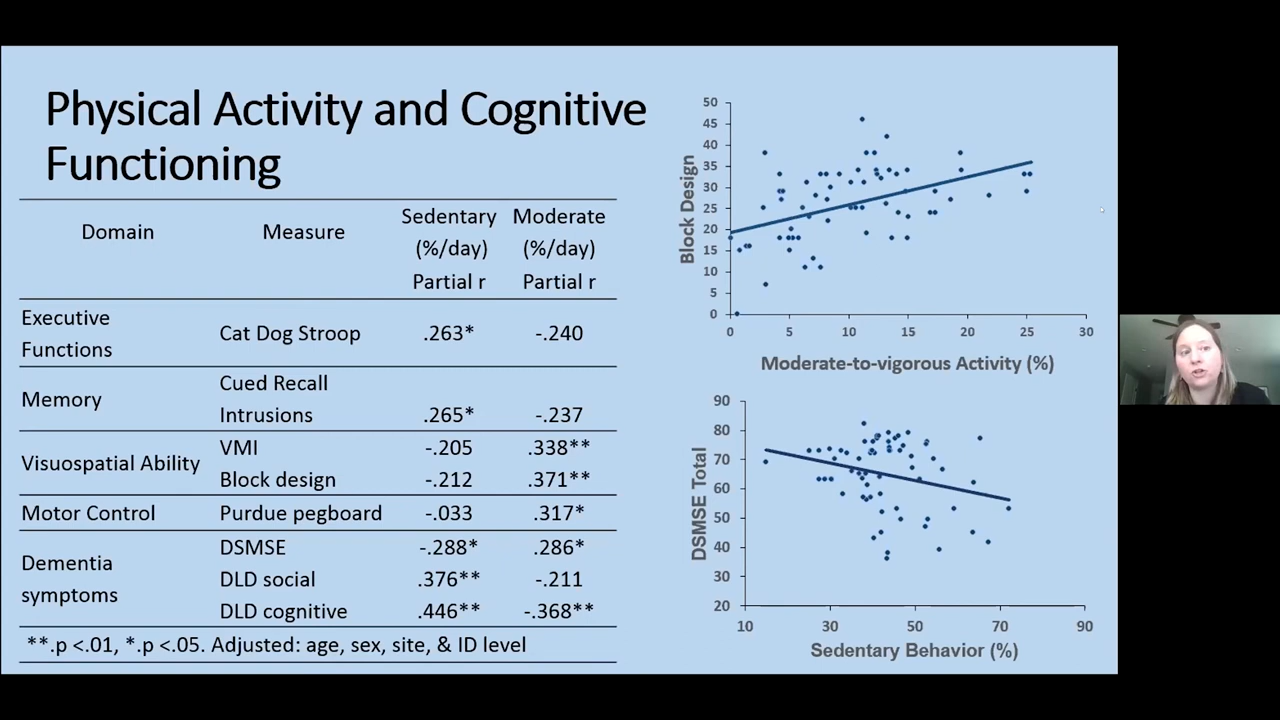 Physical Activity and Cognitive
Functioning
Domain Measure Sedentary (%/day) Partial r Moderate (%/day) Partial r
Executive Functions Cat Dog Stroop .263* -.240
Memory Cued Recall Intrusions .265* -.237
Visuospatial Ability VMI -.205 .338**
Block design -.212 .371**
Motor Control Purdue pegboard -.033 .317*
Dementia symptoms DSMSE -.288* .286*
DLD social .376** -.211
DLD cognitive .446** -.368**
**.p <.01, *.p <.05. Adjusted: age, sex, site, & ID level
Block Design
50
45
40
35
30
25
20
15
10
5
0
0 5 10 15 20 25 30
Moderate-to-vigorous Activity (%)
DSMSE Total
90
80
70
60
50
40
30
20
10 30 50 70 90
Sedentary Behavior (%)